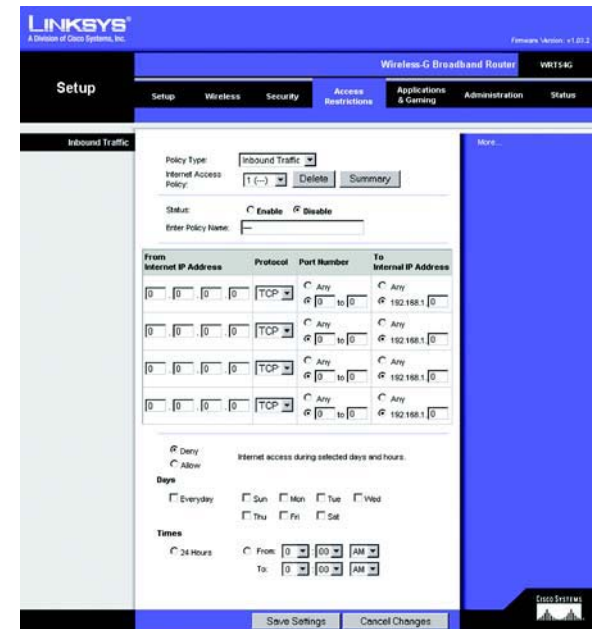 LINKSYS®
A Division of Cisco Systems, Inc.
Firmware Version: v1.01.2
Wireless-G Broadband Router WRT54G
Setup
Setup Wireless Security Access Restrictions Applications & Gaming Administration Status
Inbound Traffic
More...
Policy Type: Inbound Traffic
Internet Access Policy: 1 (---) Delete Summary
Status: Enable Disable
Enter Policy Name: ---
From Internet IP Address Protocol Port Number To Internal IP Address
Any Any
0 . 0 . 0 . 0 TCP 0 to 0 192.168.1. 0
Any Any
0 . 0 . 0 . 0 TCP 0 to 0 192.168.1. 0
Any Any
0 . 0 . 0 . 0 TCP 0 to 0 192.168.1. 0
Any Any
0 . 0 . 0 . 0 TCP 0 to 0 192.168.1. 0
Deny
Allow
Internet access during selected days and hours.
Days
Everyday Sun Mon Tue Wed
Thu Fri Sat
Times
24 Hours From: 0 : 00 AM
To: 0 : 00 AM
Save Settings Cancel Changes
CISCO SYSTEMS